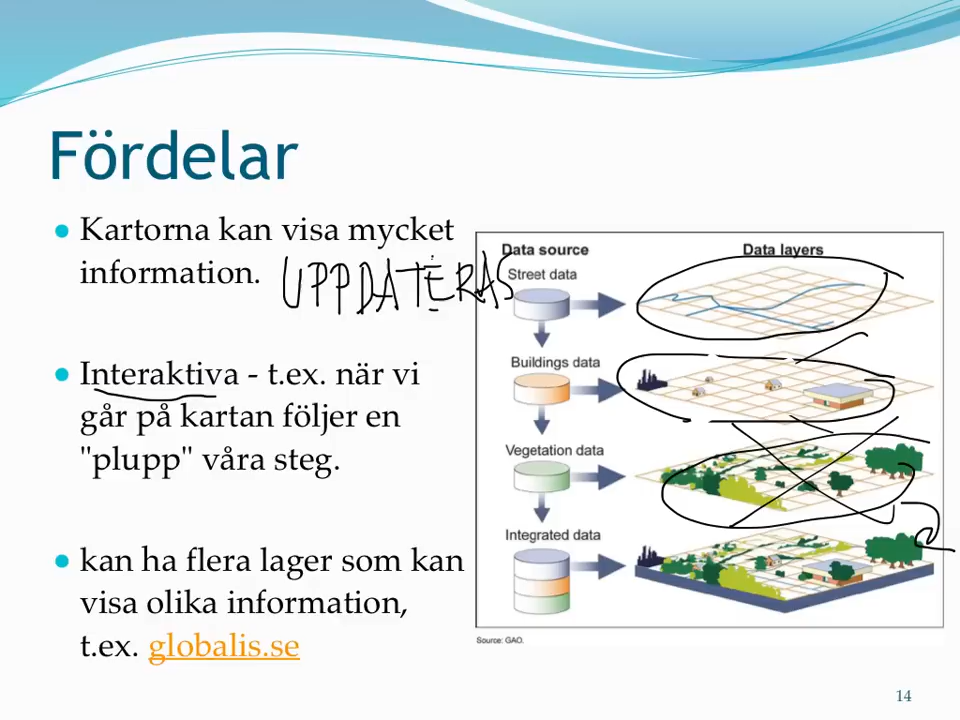 Fördelar
Kartorna kan visa mycket
information.
UPPDATERAS
Interaktiva - t.ex. när vi
går på kartan följer en
"plupp" våra steg.
kan ha flera lager som kan
visa olika information,
t.ex. globalis.se
Data source
Data layers
Street data
Buildings data
Vegetation data
Integrated data
Source: GAO.
14